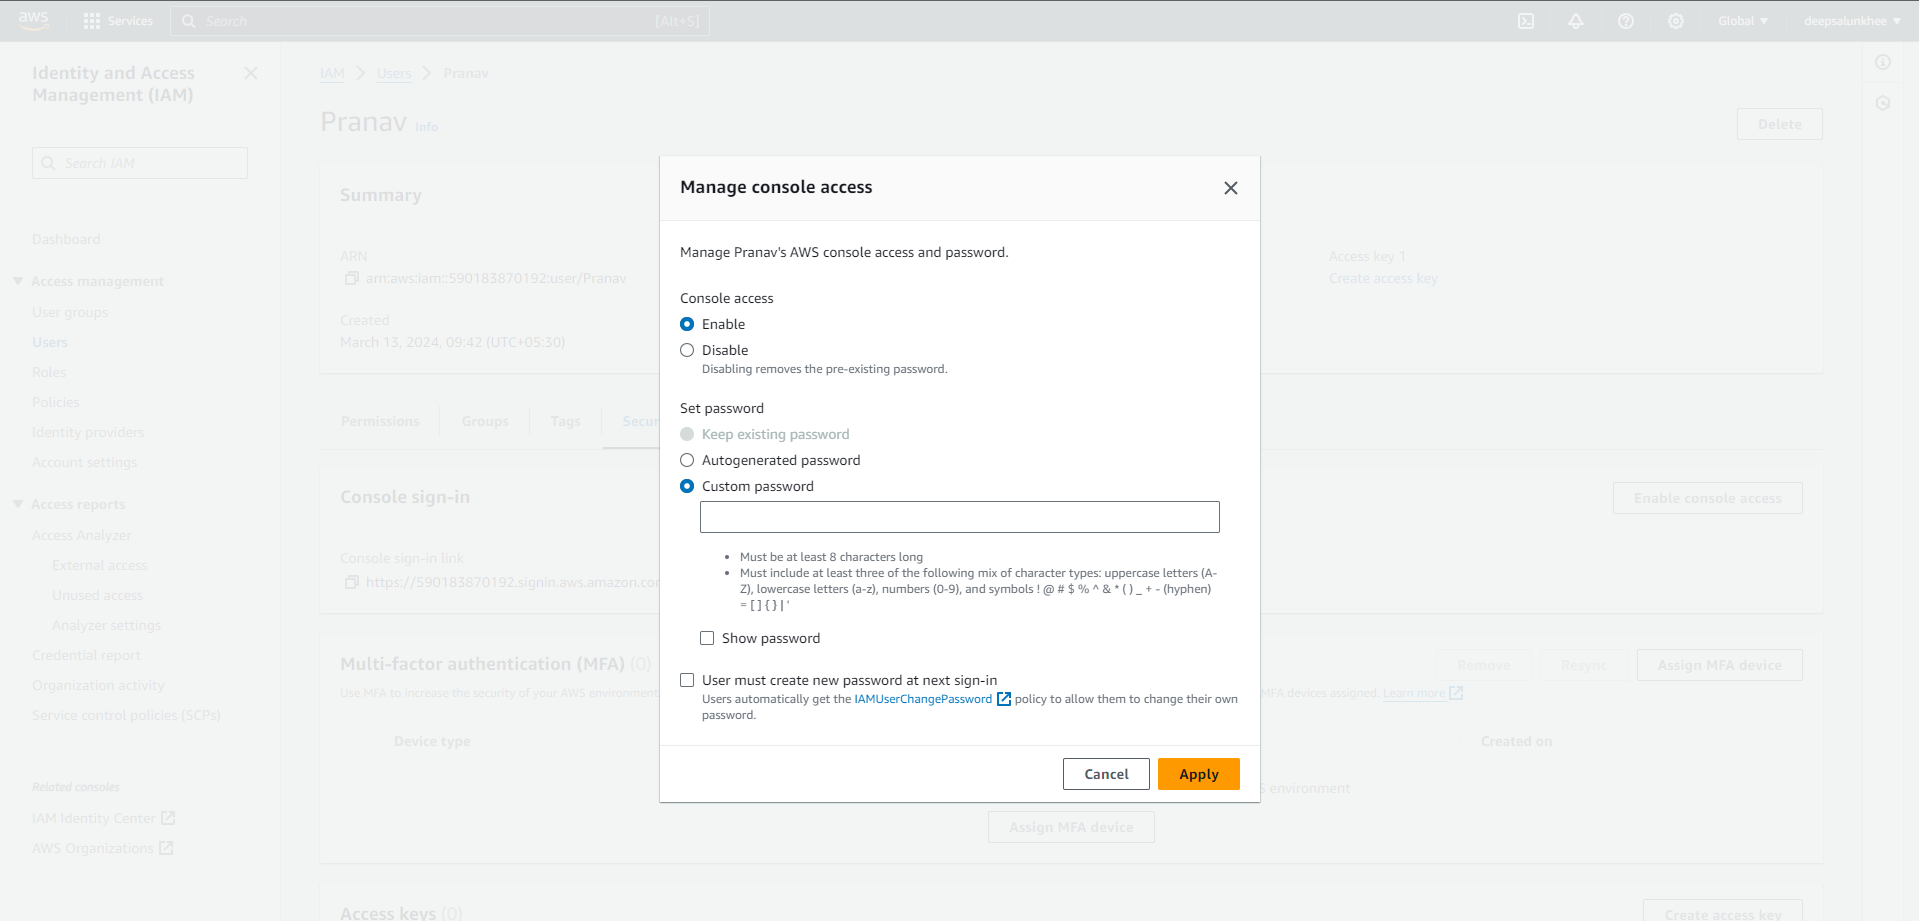 aws
Services
Search
[Alt+S]
Global
deepsalunkhee
Identity and Access
Management (IAM)
Search IAM
Dashboard
Access management
User groups
Users
Roles
Policies
Identity providers
Account settings
Access reports
Access Analyzer
External access
Unused access
Analyzer settings
Credential report
Organization activity
Service control policies (SCPs)
Related consoles
IAM Identity Center
AWS Organizations
IAM > Users > Pranav
Pranav Info
Delete
Summary
ARN
arn:aws:iam::590183870192:user/Pranav
Created
March 13, 2024, 09:42 (UTC+05:30)
Access key 1
Create access key
Permissions
Groups
Tags
Secur
Console sign-in
Enable console access
Console sign-in link
https://590183870192.signin.aws.amazon.co
Multi-factor authentication (MFA) (0)
Use MFA to increase the security of your AWS environment
MFA devices assigned. Learn more
Remove
Resync
Assign MFA device
Device type
Created on
environment
Assign MFA device
Access keys (0)
Create access key
Manage console access
Manage Pranav's AWS console access and password.
Console access
Enable
Disable
Disabling removes the pre-existing password.
Set password
Keep existing password
Autogenerated password
Custom password
• Must be at least 8 characters long
• Must include at least three of the following mix of character types: uppercase letters (A-
Z), lowercase letters (a-z), numbers (0-9), and symbols ! @ # $ % ^ & * ( ) _ + - (hyphen)
= [ ] { } | '
Show password
User must create new password at next sign-in
Users automatically get the IAMUserChangePassword policy to allow them to change their own
password.
Cancel
Apply